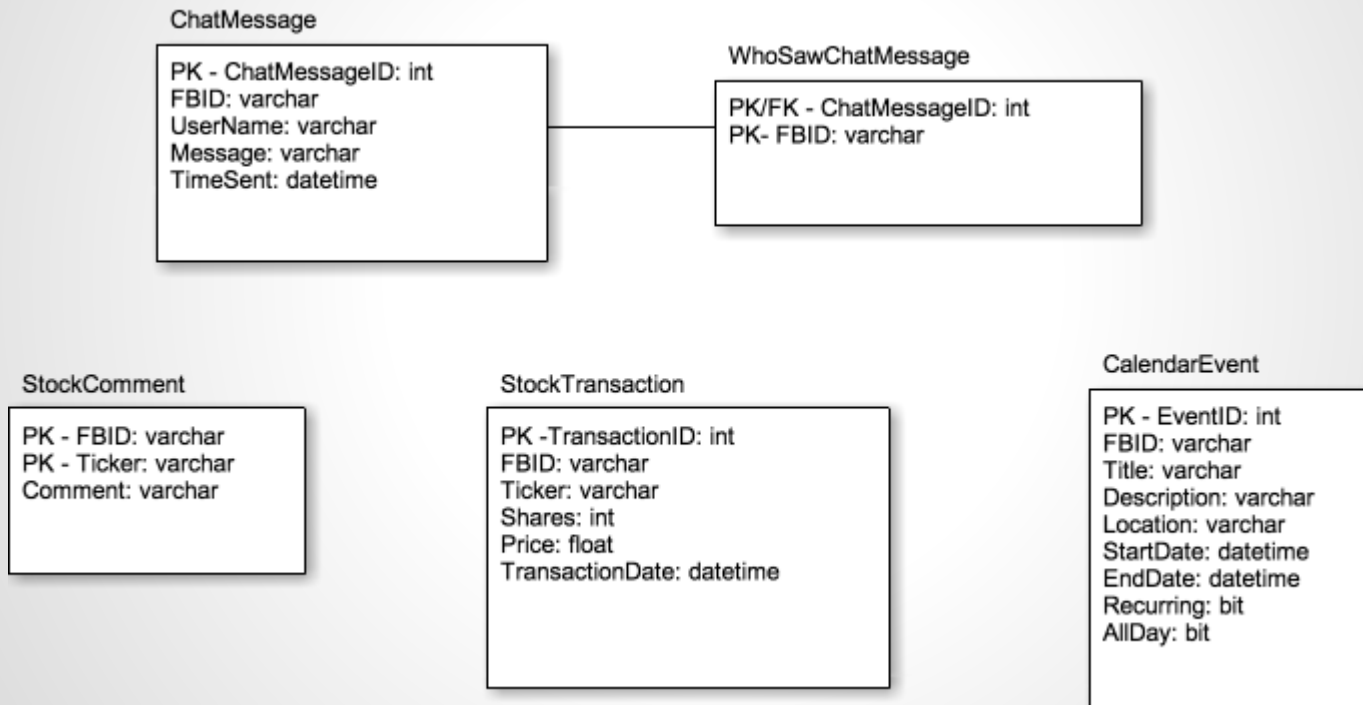 ChatMessage
PK - ChatMessageID: int
FBID: varchar
UserName: varchar
Message: varchar
TimeSent: datetime
WhoSawChatMessage
PK/FK - ChatMessageID: int
PK- FBID: varchar
StockComment
PK - FBID: varchar
PK - Ticker: varchar
Comment: varchar
StockTransaction
PK -TransactionID: int
FBID: varchar
Ticker: varchar
Shares: int
Price: float
TransactionDate: datetime
CalendarEvent
PK - EventID: int
FBID: varchar
Title: varchar
Description: varchar
Location: varchar
StartDate: datetime
EndDate: datetime
Recurring: bit
AllDay: bit